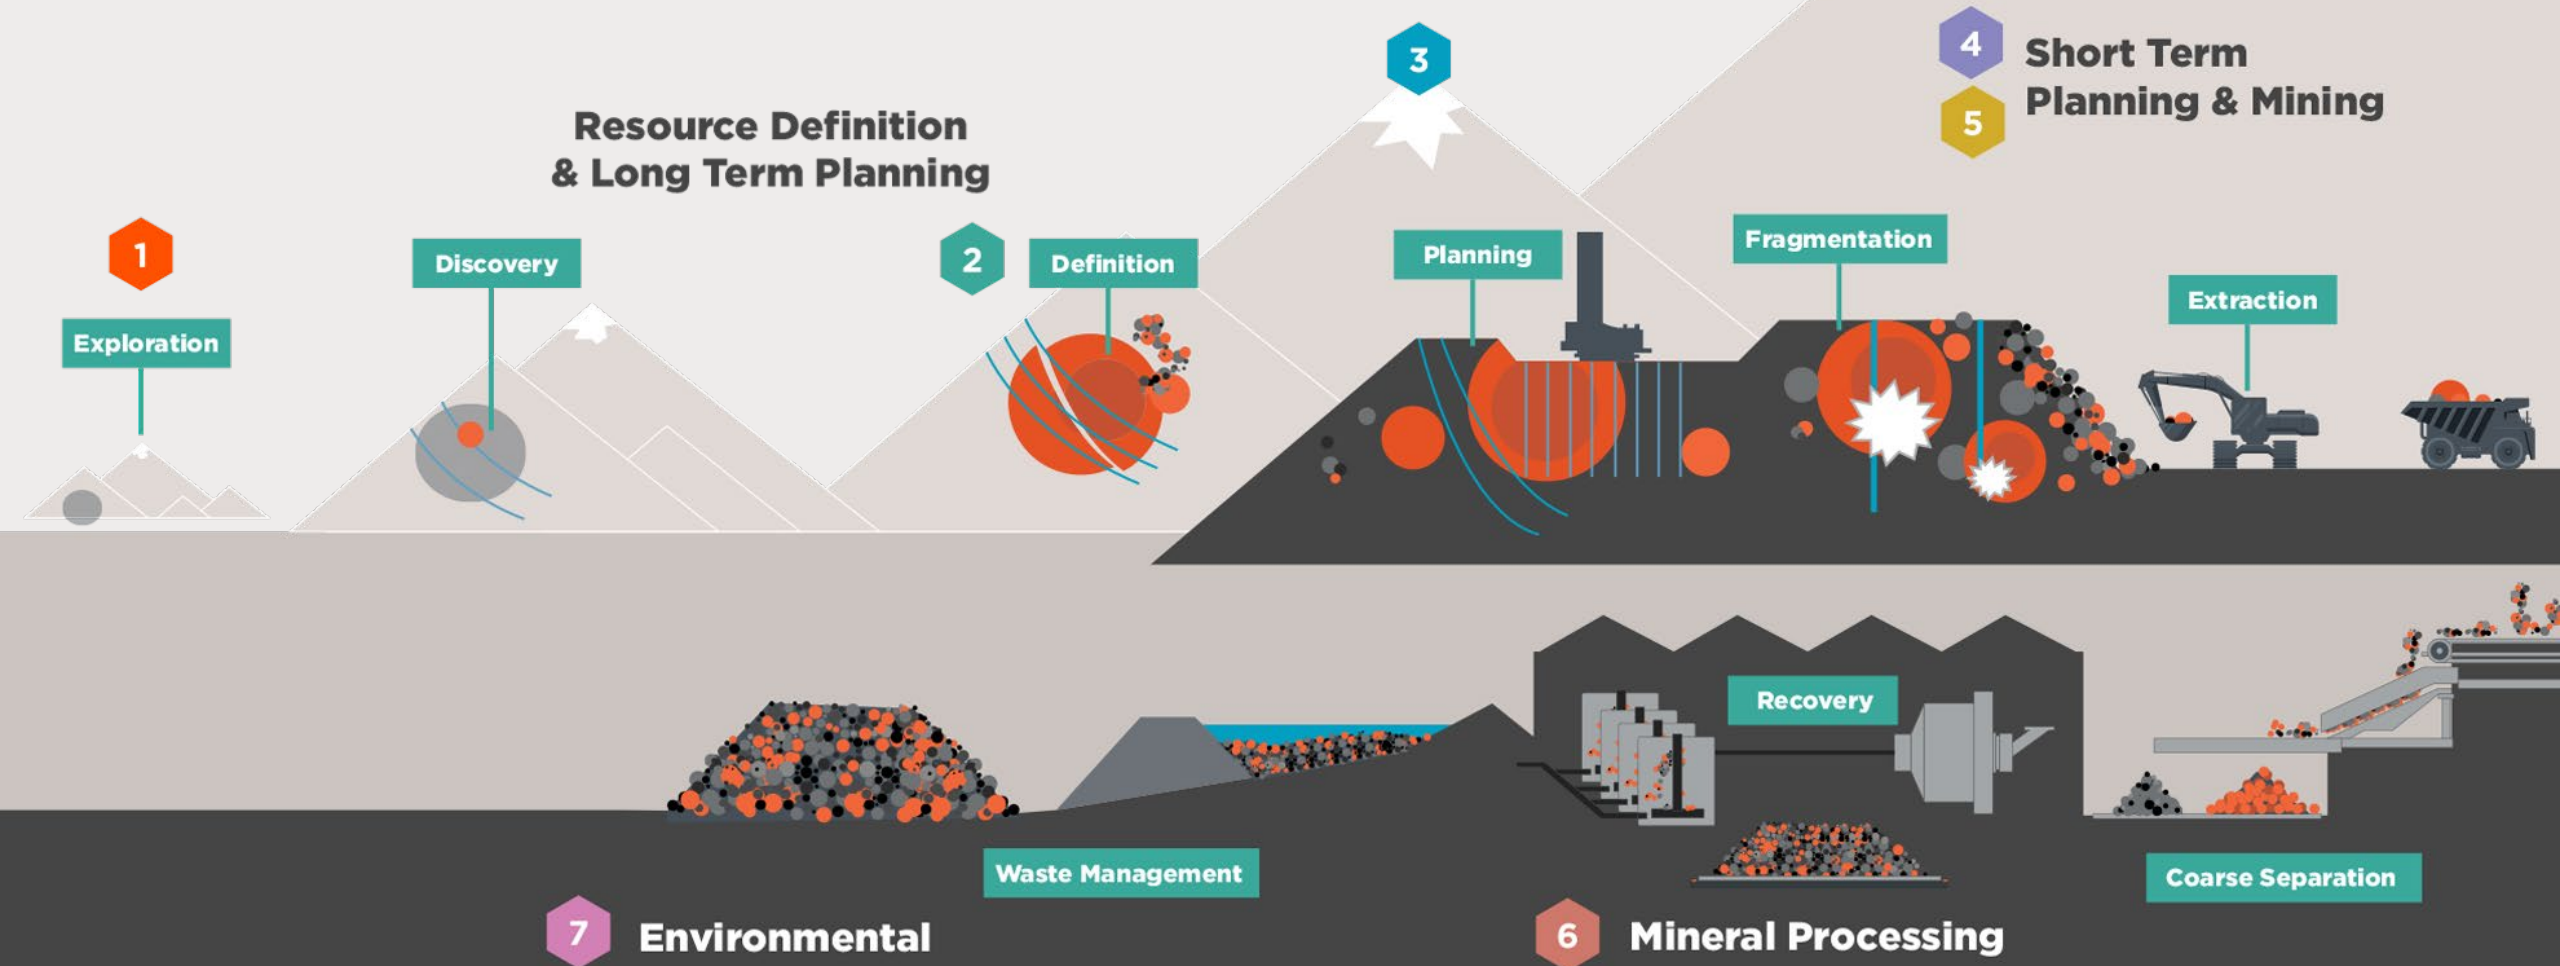 3
4
5
Short Term
Planning & Mining
Resource Definition
& Long Term Planning
1
Exploration
Discovery
2
Definition
Planning
Fragmentation
Extraction
Recovery
Waste Management
Coarse Separation
7
Environmental
6
Mineral Processing